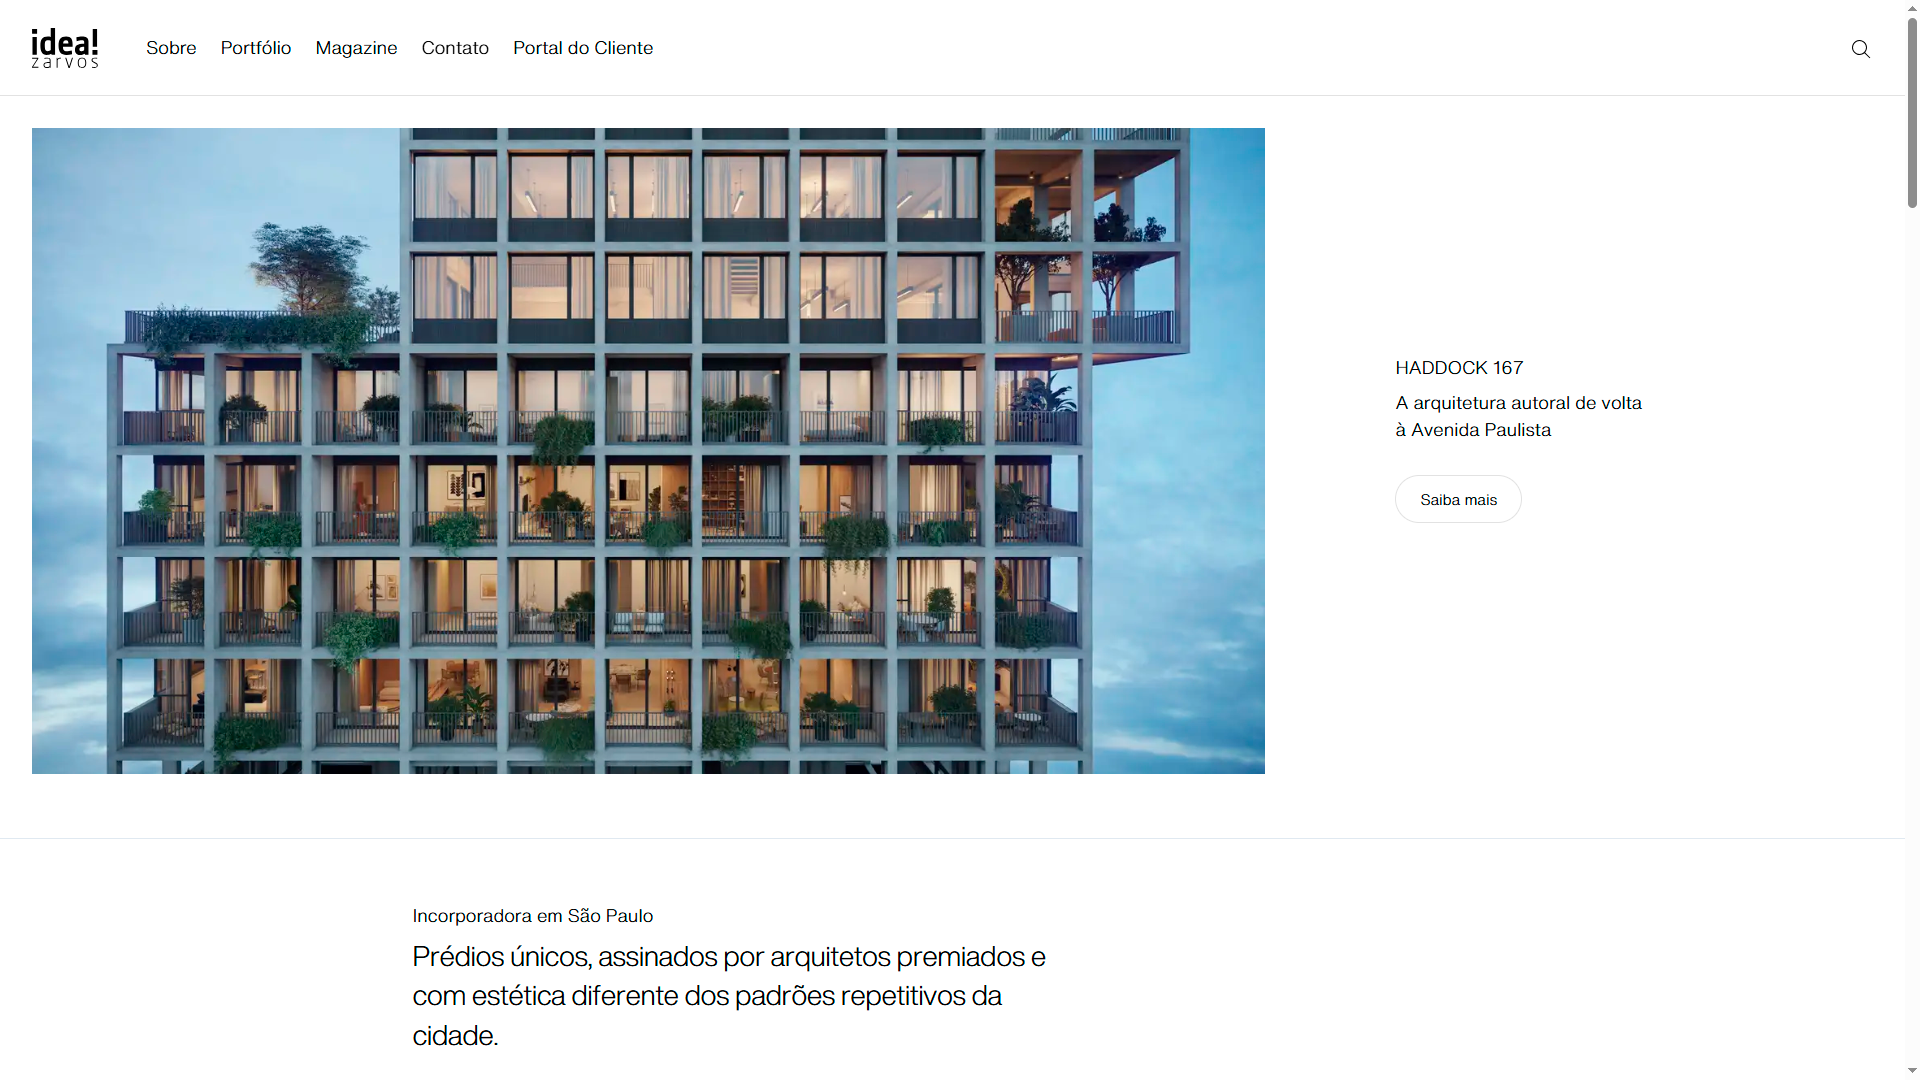 idea!
zarvos
Sobre Portfólio Magazine Contato Portal do Cliente
HADDOCK 167
A arquitetura autoral de volta
à Avenida Paulista
Saiba mais
Incorporadora em São Paulo
Prédios únicos, assinados por arquitetos premiados e
com estética diferente dos padrões repetitivos da
cidade.